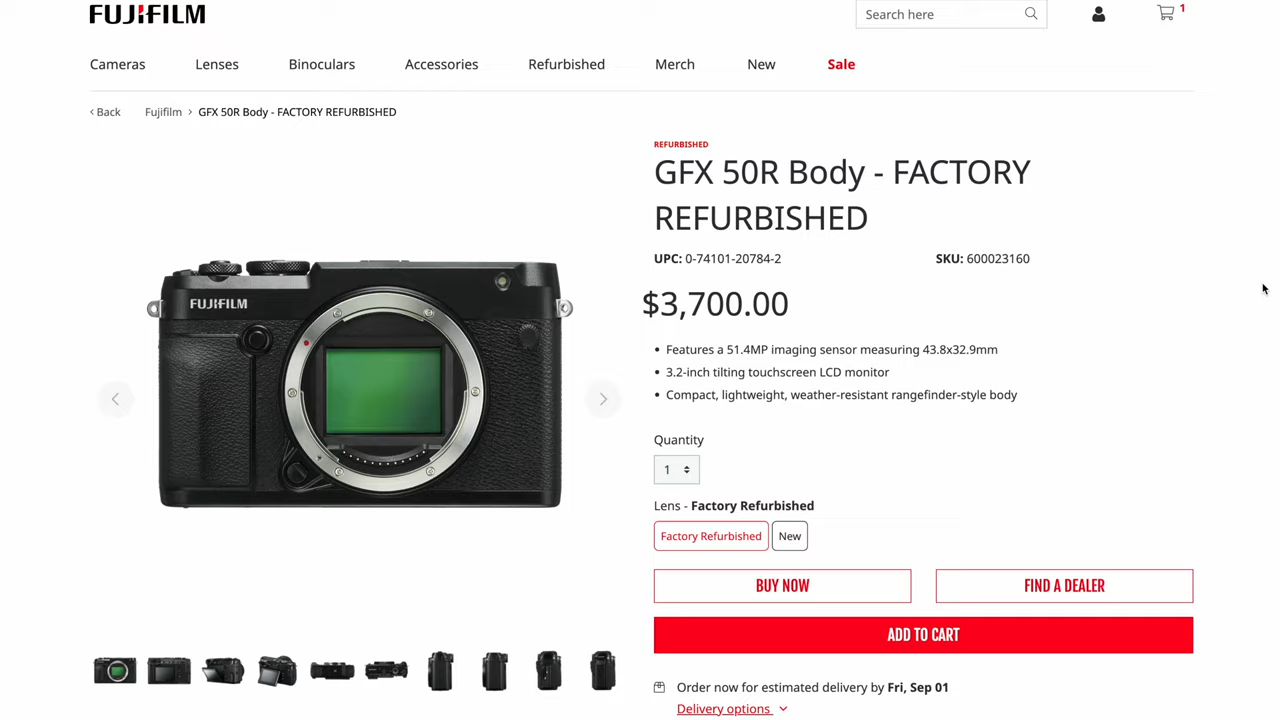 FUJIFILM
Search here
1
Cameras Lenses Binoculars Accessories Refurbished Merch New Sale
Back Fujifilm GFX 50R Body - FACTORY REFURBISHED
REFURBISHED
GFX 50R Body - FACTORY
REFURBISHED
UPC: 0-74101-20784-2 SKU: 600023160
$3,700.00
FUJIFILM
• Features a 51.4MP imaging sensor measuring 43.8x32.9mm
• 3.2-inch tilting touchscreen LCD monitor
• Compact, lightweight, weather-resistant rangefinder-style body
Quantity
1
Lens - Factory Refurbished
Factory Refurbished New
BUY NOW FIND A DEALER
ADD TO CART
Order now for estimated delivery by Fri, Sep 01
Delivery options